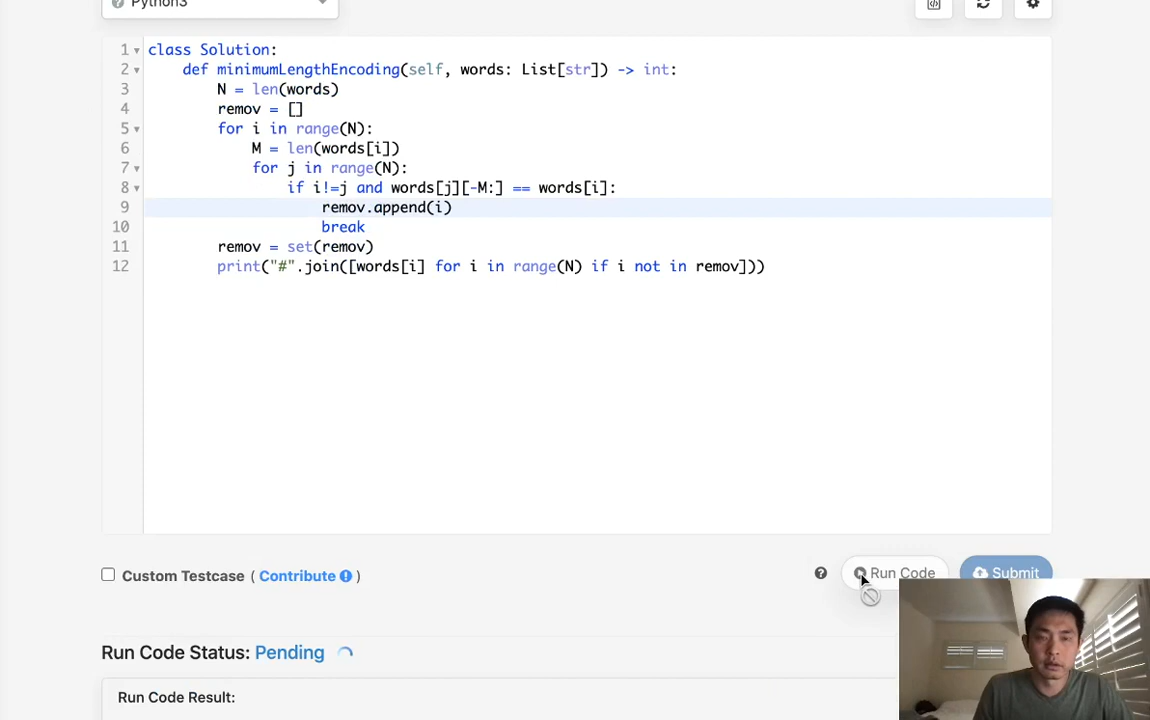 Python3
1 class Solution:
2 def minimumLengthEncoding(self, words: List[str]) -> int:
3 N = len(words)
4 remov = []
5 for i in range(N):
6 M = len(words[i])
7 for j in range(N):
8 if i!=j and words[j][-M:] == words[i]:
9 remov.append(i)
10 break
11 remov = set(remov)
12 print("#".join([words[i] for i in range(N) if i not in remov]))
Custom Testcase ( Contribute )
Run Code
Submit
Run Code Status: Pending
Run Code Result: